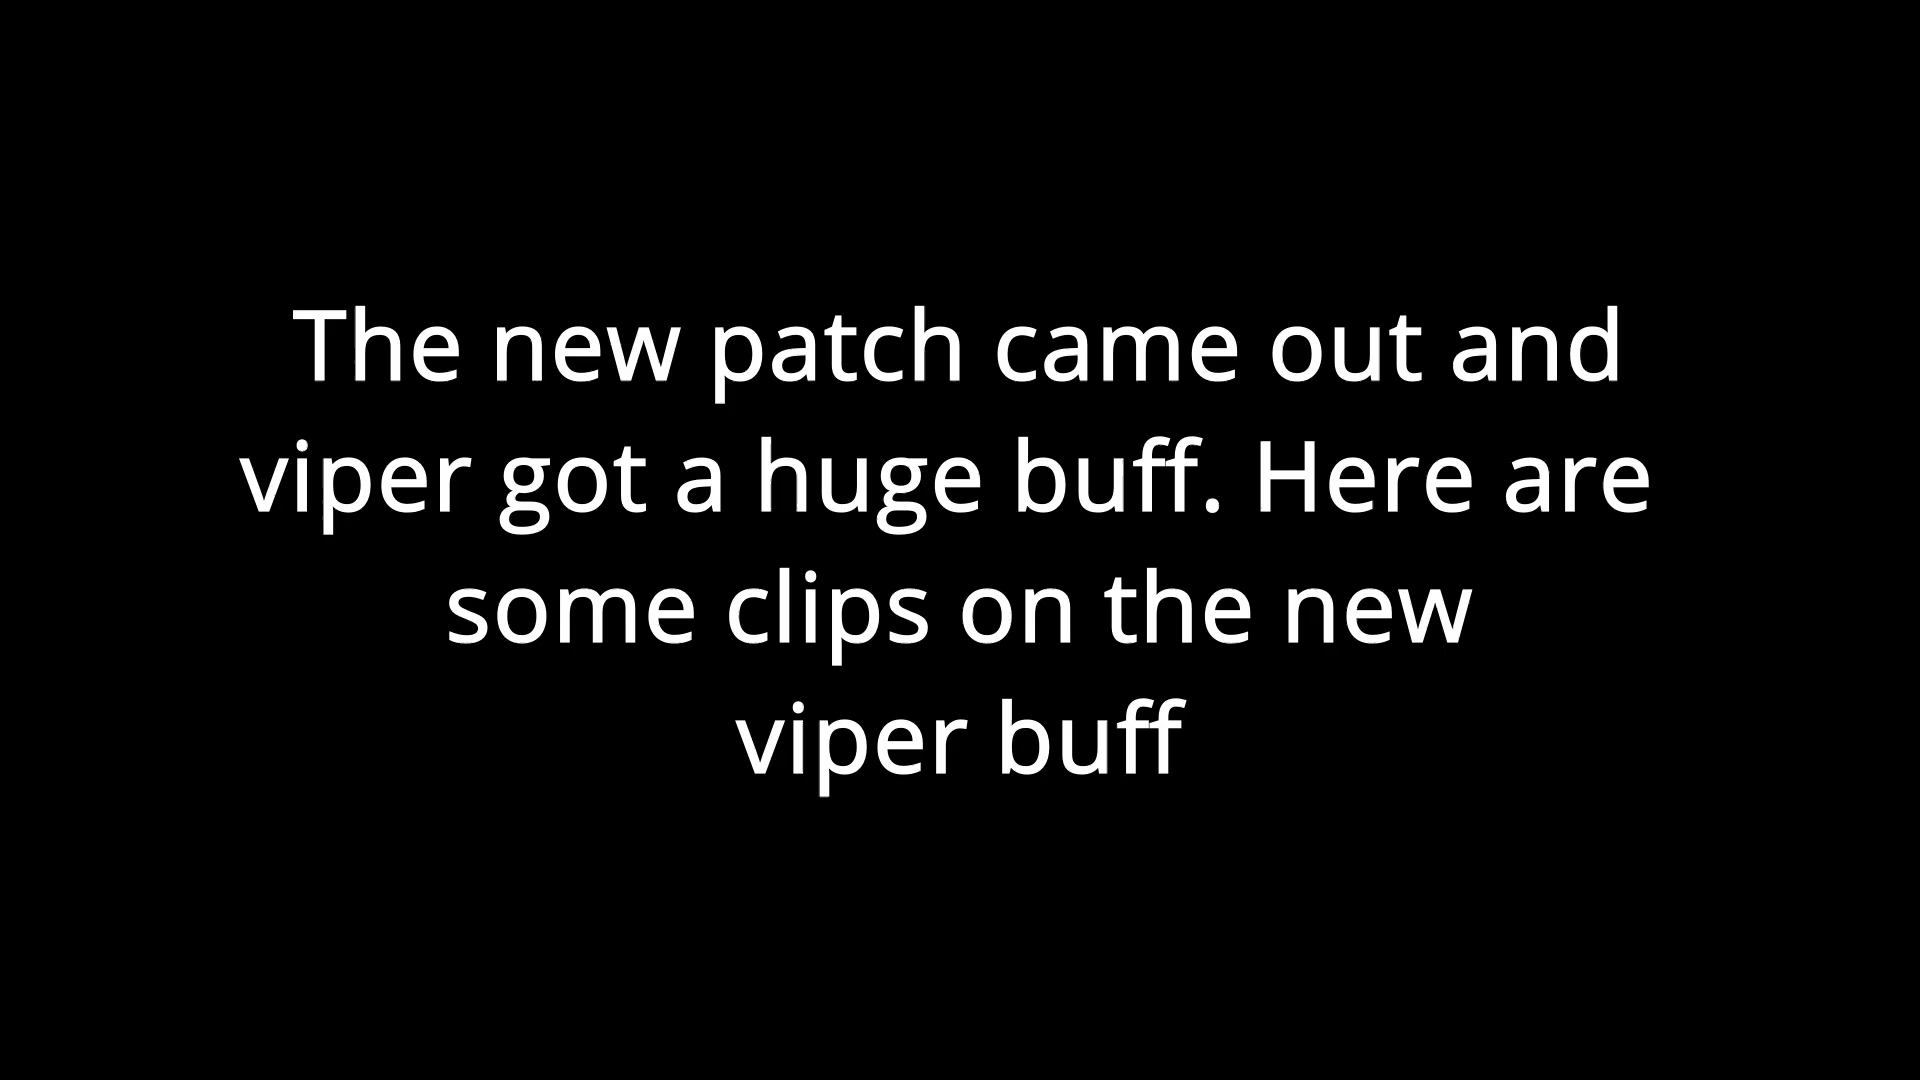 The new patch came out and
viper got a huge buff. Here are
some clips on the new
viper buff